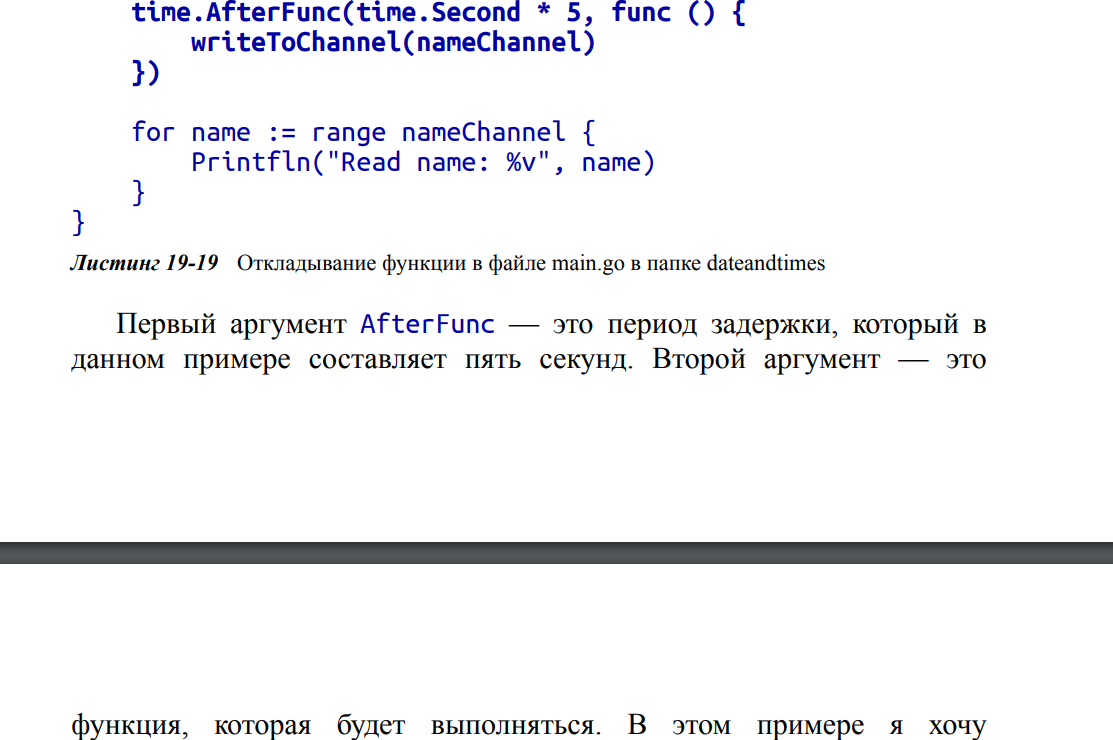 time.AfterFunc(time.Second * 5, func () {
writeToChannel(nameChannel)
})
for name := range nameChannel {
Printfln("Read name: %v", name)
}
}
Листинг 19-19 Откладывание функции в файле main.go в папке dateandtimes
Первый аргумент AfterFunc — это период задержки, который в
данном примере составляет пять секунд. Второй аргумент — это
функция, которая будет выполняться. В этом примере я хочу